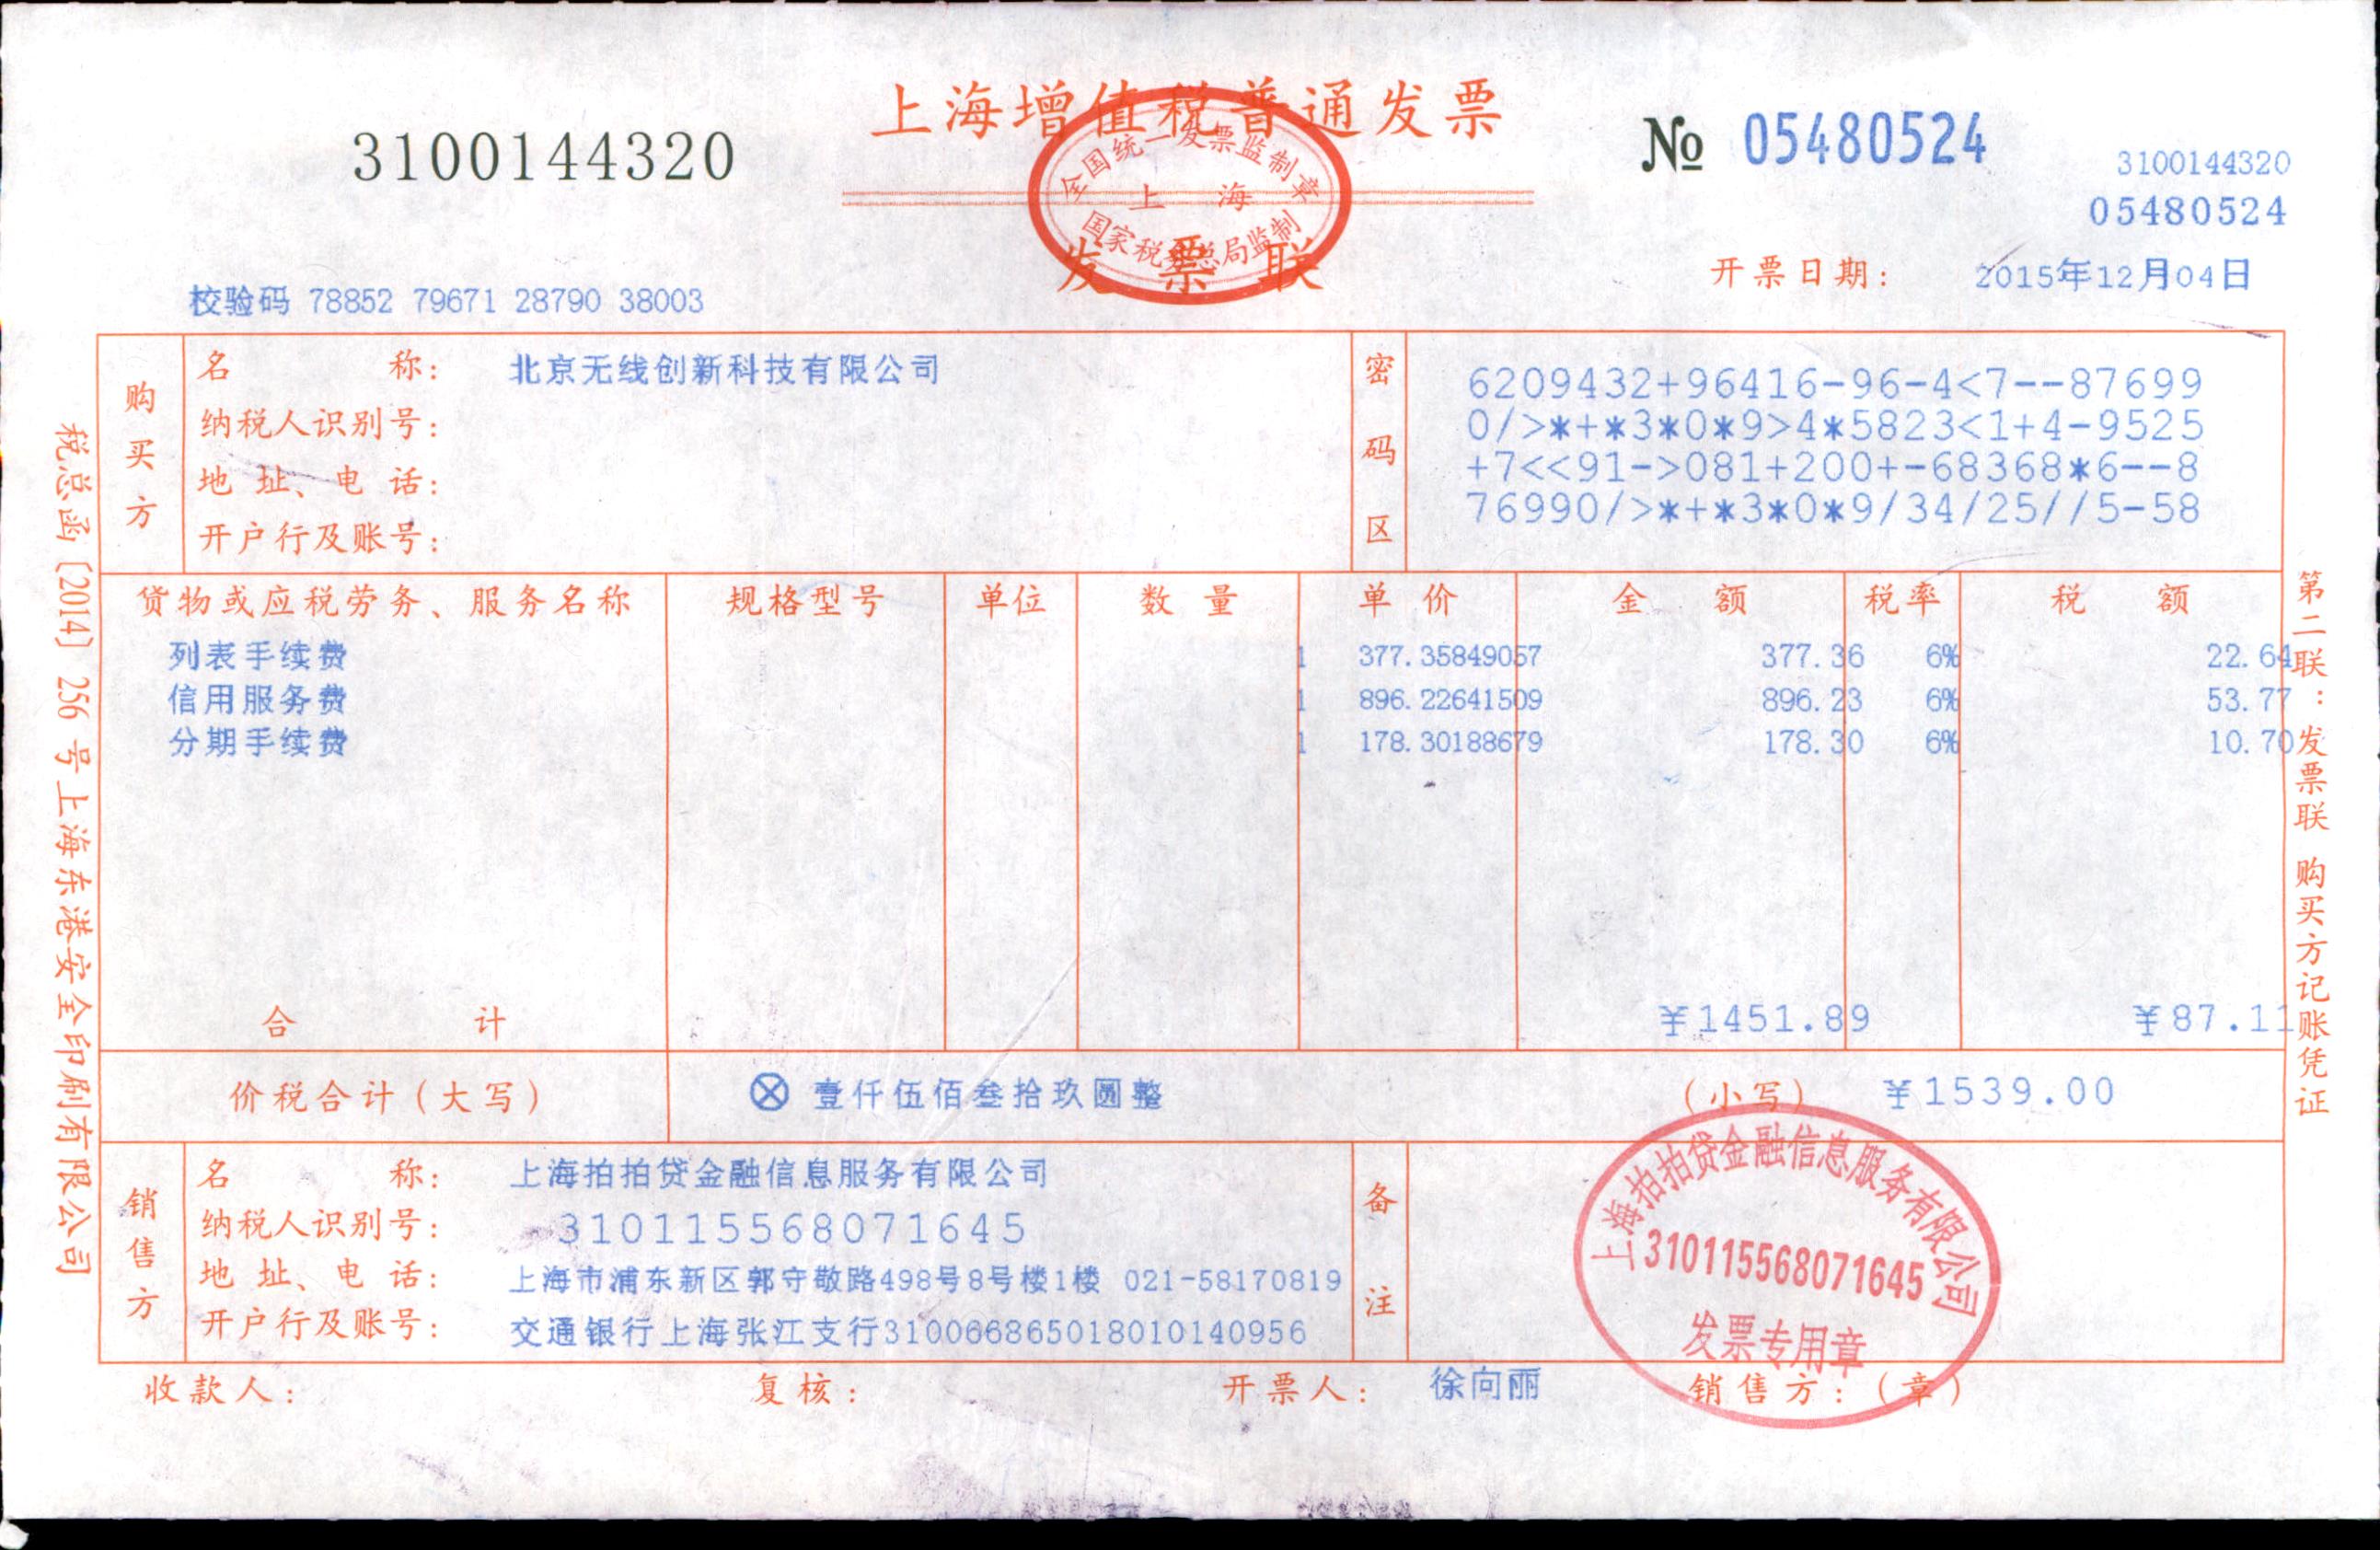 上海增值税普通发票
3100144320
No 05480524
3100144320
05480524
全国统一发票监制章
上海
国家税务总局监制
发票联
开票日期: 2015年12月04日
校验码 78852 79671 28790 38003
购买方
名称: 北京无线创新科技有限公司
纳税人识别号:
地址、电话:
开户行及账号:
密码区
6209432+96416-96-4<7--87699
0/>*+*3*0*9>4*5823<1+4-9525
+7<<91->081+200+-68368*6--8
76990/>*+*3*0*9/34/25//5-58
货物或应税劳务、服务名称 规格型号 单位 数量 单价 金额 税率 税额
列表手续费 1 377.35849057 377.36 6% 22.64
信用服务费 1 896.22641509 896.23 6% 53.77
分期手续费 1 178.30188679 178.30 6% 10.70
合计 ¥1451.89 ¥87.11
价税合计(大写) ⊗ 壹仟伍佰叁拾玖圆整 (小写) ¥1539.00
销售方
名称: 上海拍拍贷金融信息服务有限公司
纳税人识别号: 310115568071645
地址、电话: 上海市浦东新区郭守敬路498号8号楼1楼 021-58170819
开户行及账号: 交通银行上海张江支行310066865018010140956
备注
上海拍拍贷金融信息服务有限公司
310115568071645
发票专用章
收款人: 复核: 开票人: 徐向丽 销售方:(章)
税总函〔2014〕256号上海东港安全印刷有限公司
第二联:发票联 购买方记账凭证